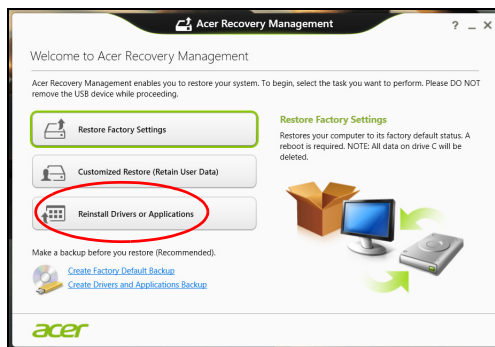 Acer Recovery Management
? _ X
Welcome to Acer Recovery Management
Acer Recovery Management enables you to restore your system. To begin, select the task you want to perform. Please DO NOT
remove the USB device while proceeding.
Restore Factory Settings
Customized Restore (Retain User Data)
Reinstall Drivers or Applications
Restore Factory Settings
Restores your computer to its factory default status. A
reboot is required. NOTE: All data on drive C will be
deleted.
Make a backup before you restore (Recommended).
Create Factory Default Backup
Create Drivers and Applications Backup
acer